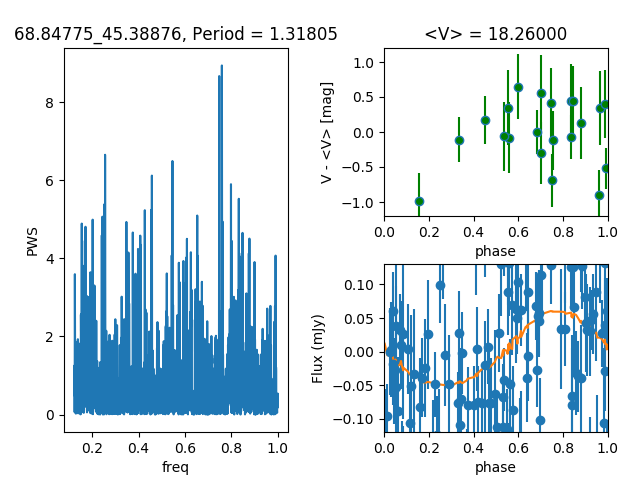 68.84775_45.38876, Period = 1.31805
<V> = 18.26000
PWS
8
6
4
2
0
0.2 0.4 0.6 0.8 1.0
freq
V - <V> [mag]
1.0
0.5
0.0
−0.5
−1.0
0.0 0.2 0.4 0.6 0.8 1.0
phase
Flux (mJy)
0.10
0.05
0.00
−0.05
−0.10
0.0 0.2 0.4 0.6 0.8 1.0
phase